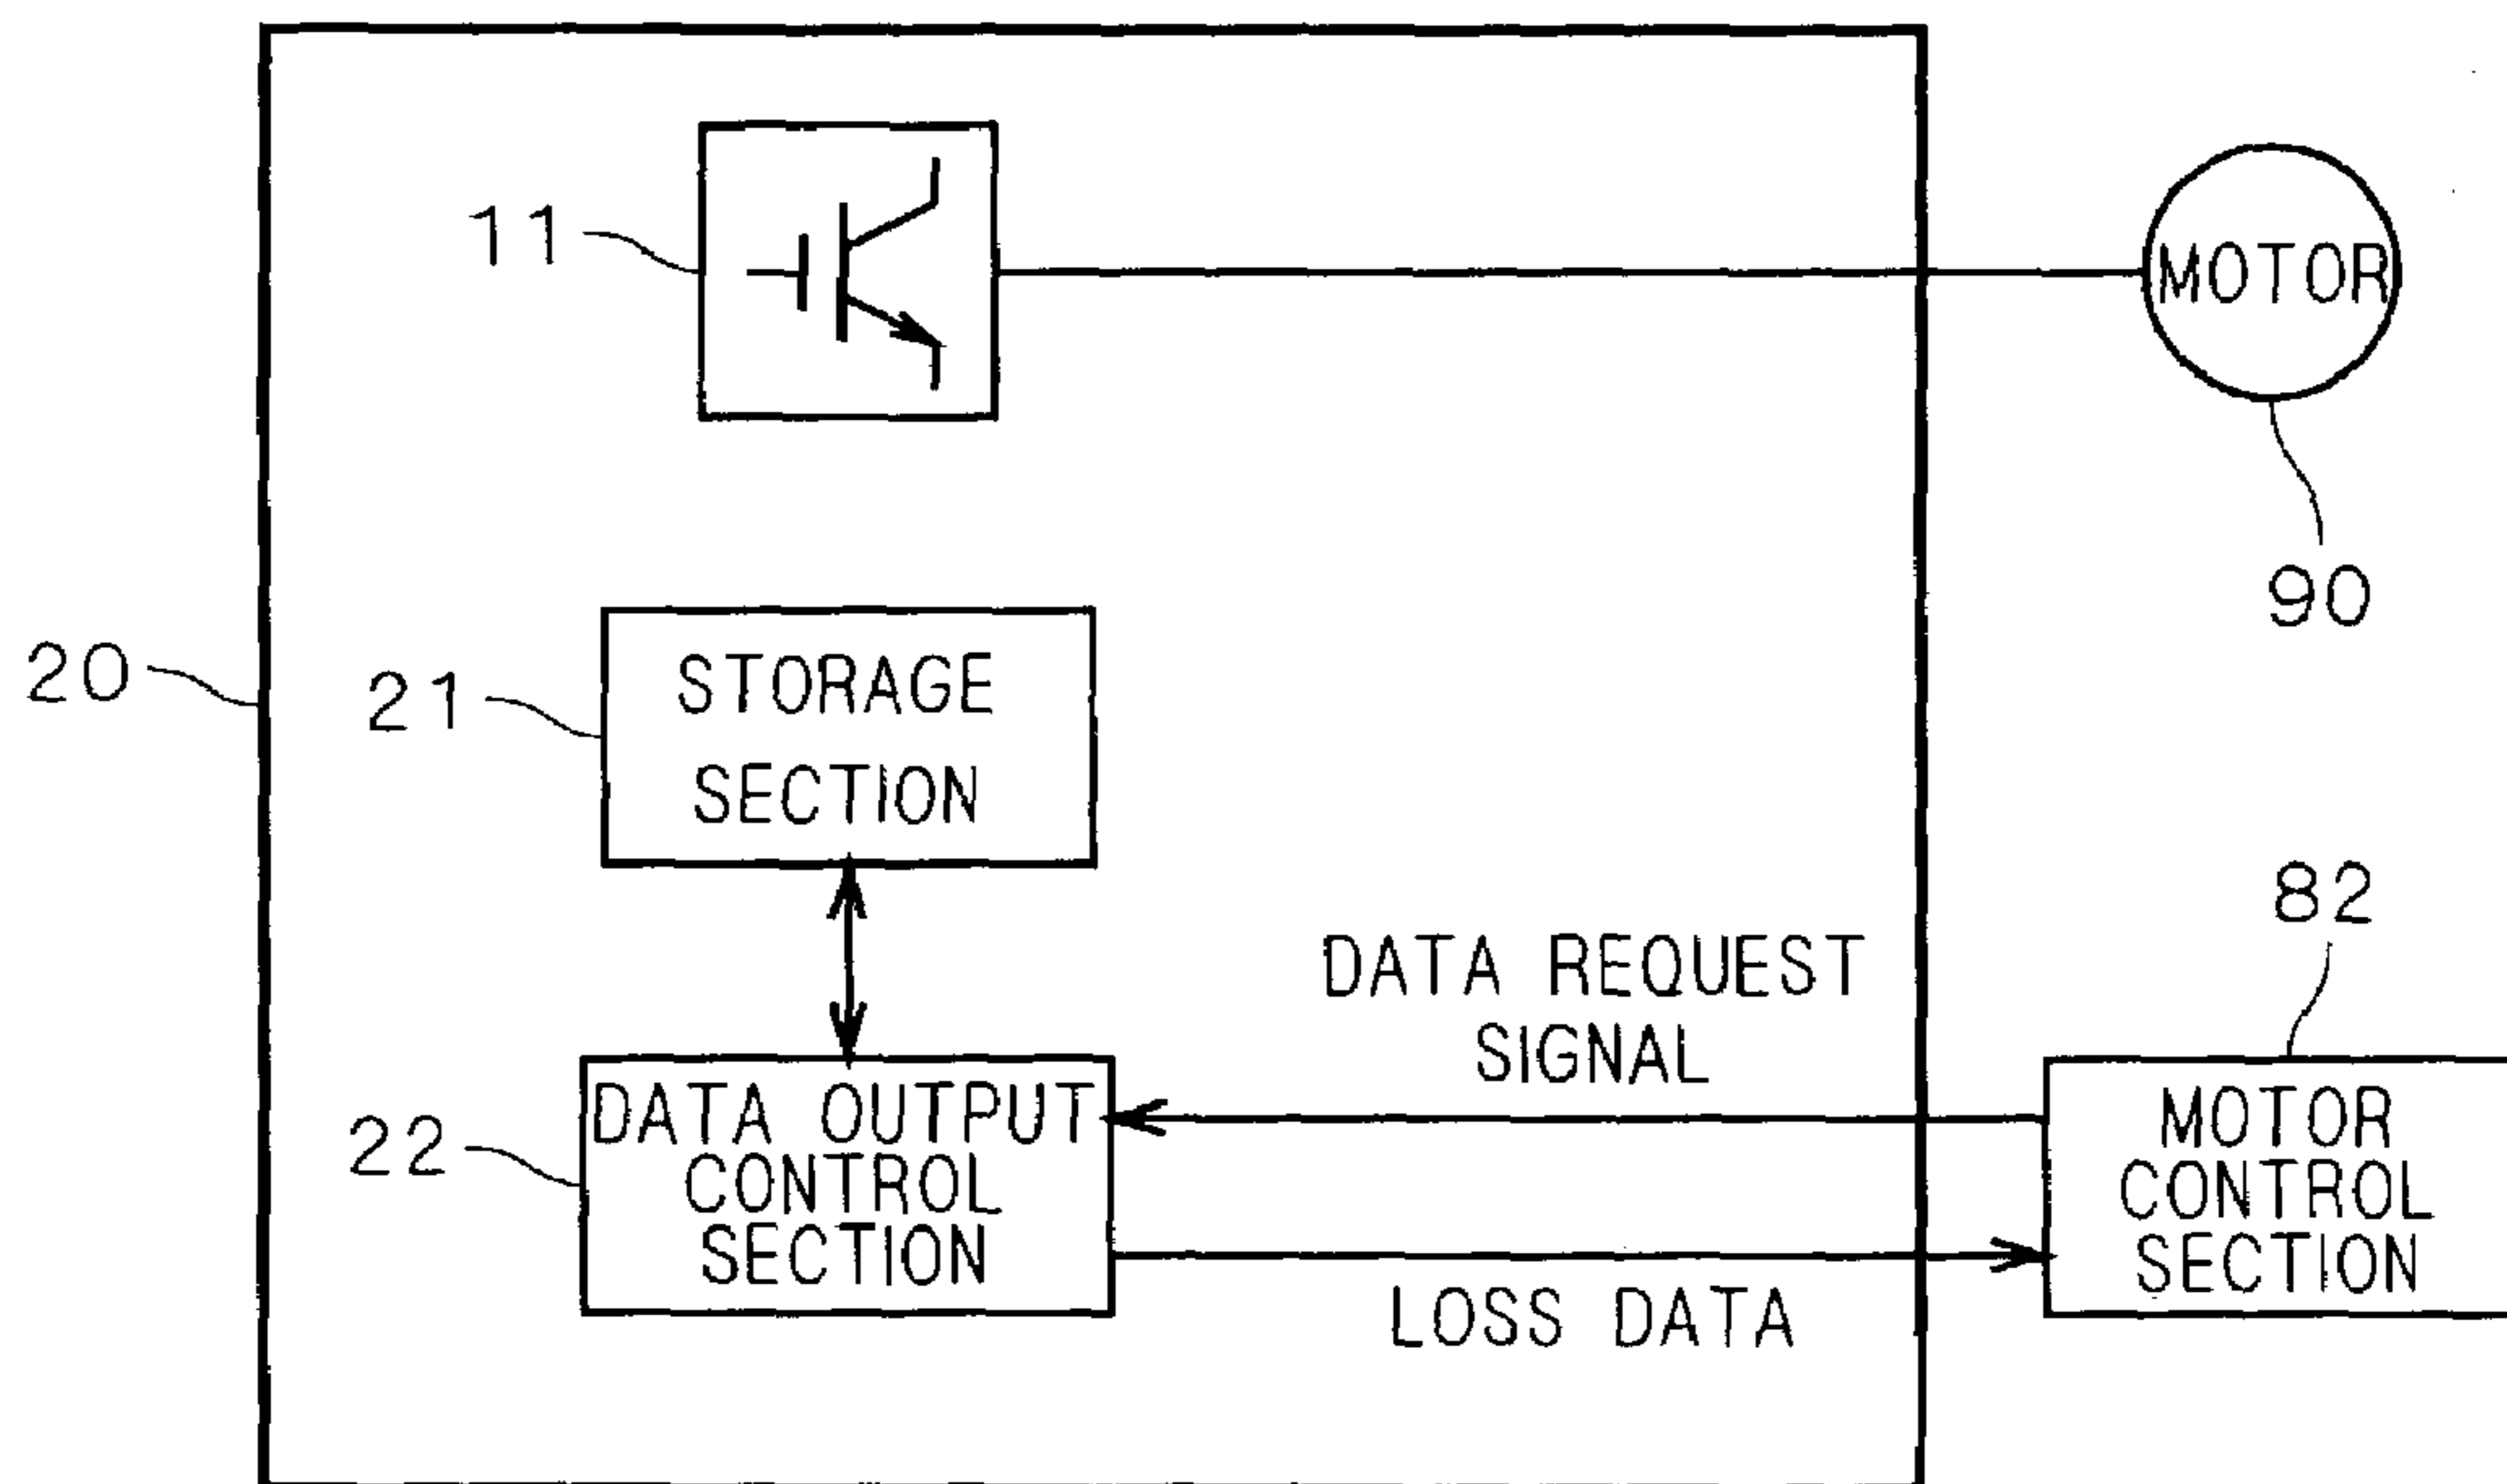 11
MOTOR
90
20
21
STORAGE
SECTION
82
DATA REQUEST
SIGNAL
22
DATA OUTPUT
CONTROL
SECTION
MOTOR
CONTROL
SECTION
LOSS DATA